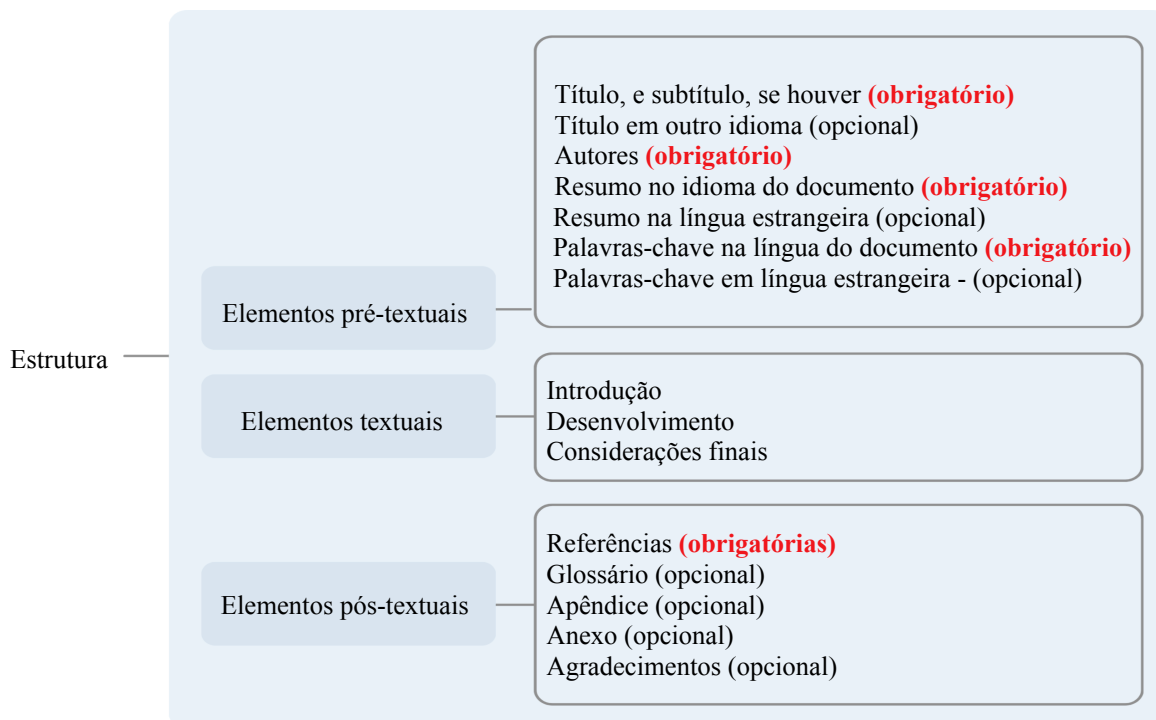 Estrutura
Elementos pré-textuais
Título, e subtítulo, se houver (obrigatório)
Título em outro idioma (opcional)
Autores (obrigatório)
Resumo no idioma do documento (obrigatório)
Resumo na língua estrangeira (opcional)
Palavras-chave na língua do documento (obrigatório)
Palavras-chave em língua estrangeira - (opcional)
Elementos textuais
Introdução
Desenvolvimento
Considerações finais
Elementos pós-textuais
Referências (obrigatórias)
Glossário (opcional)
Apêndice (opcional)
Anexo (opcional)
Agradecimentos (opcional)